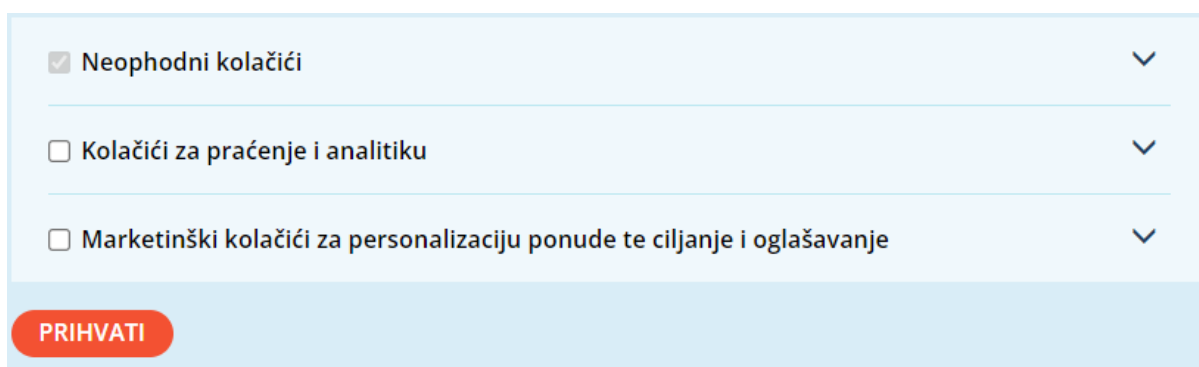 Neophodni kolačići
Kolačići za praćenje i analitiku
Marketinški kolačići za personalizaciju ponude te ciljanje i oglašavanje
PRIHVATI